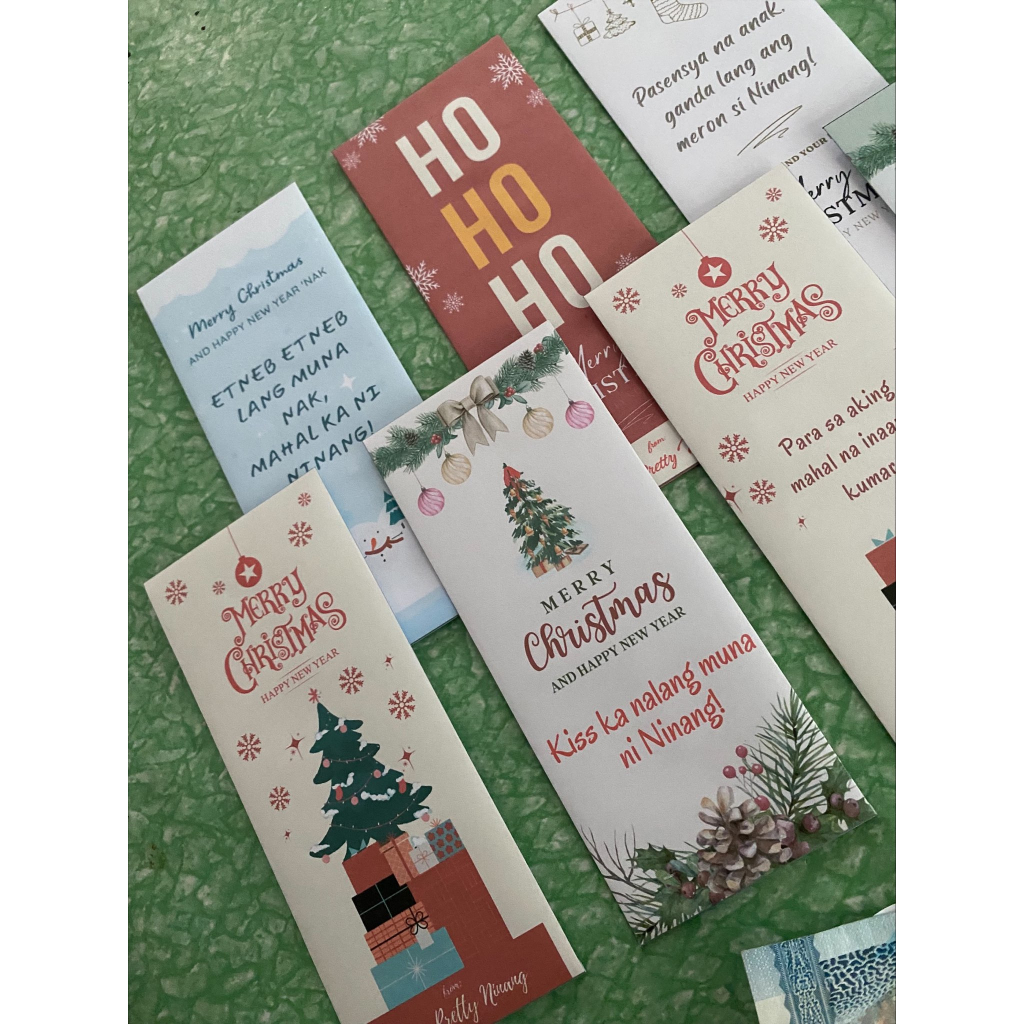 Pasensya na anak,
ganda lang ang
meron si Ninang!
YOUR
HO
HO
HO
from
Merry Christmas
AND HAPPY NEW YEAR 'NAK
ETNEB ETNEB
LANG MUNA
NAK,
MAHAL KA NI
NINANG!
MERRY
CHRISTMAS
HAPPY NEW YEAR
Para sa aking
mahal na
MERRY
Christmas
AND HAPPY NEW YEAR
Kiss ka nalang muna
ni Ninang!
MERRY
CHRISTMAS
HAPPY NEW YEAR
from:
Pretty Ninang